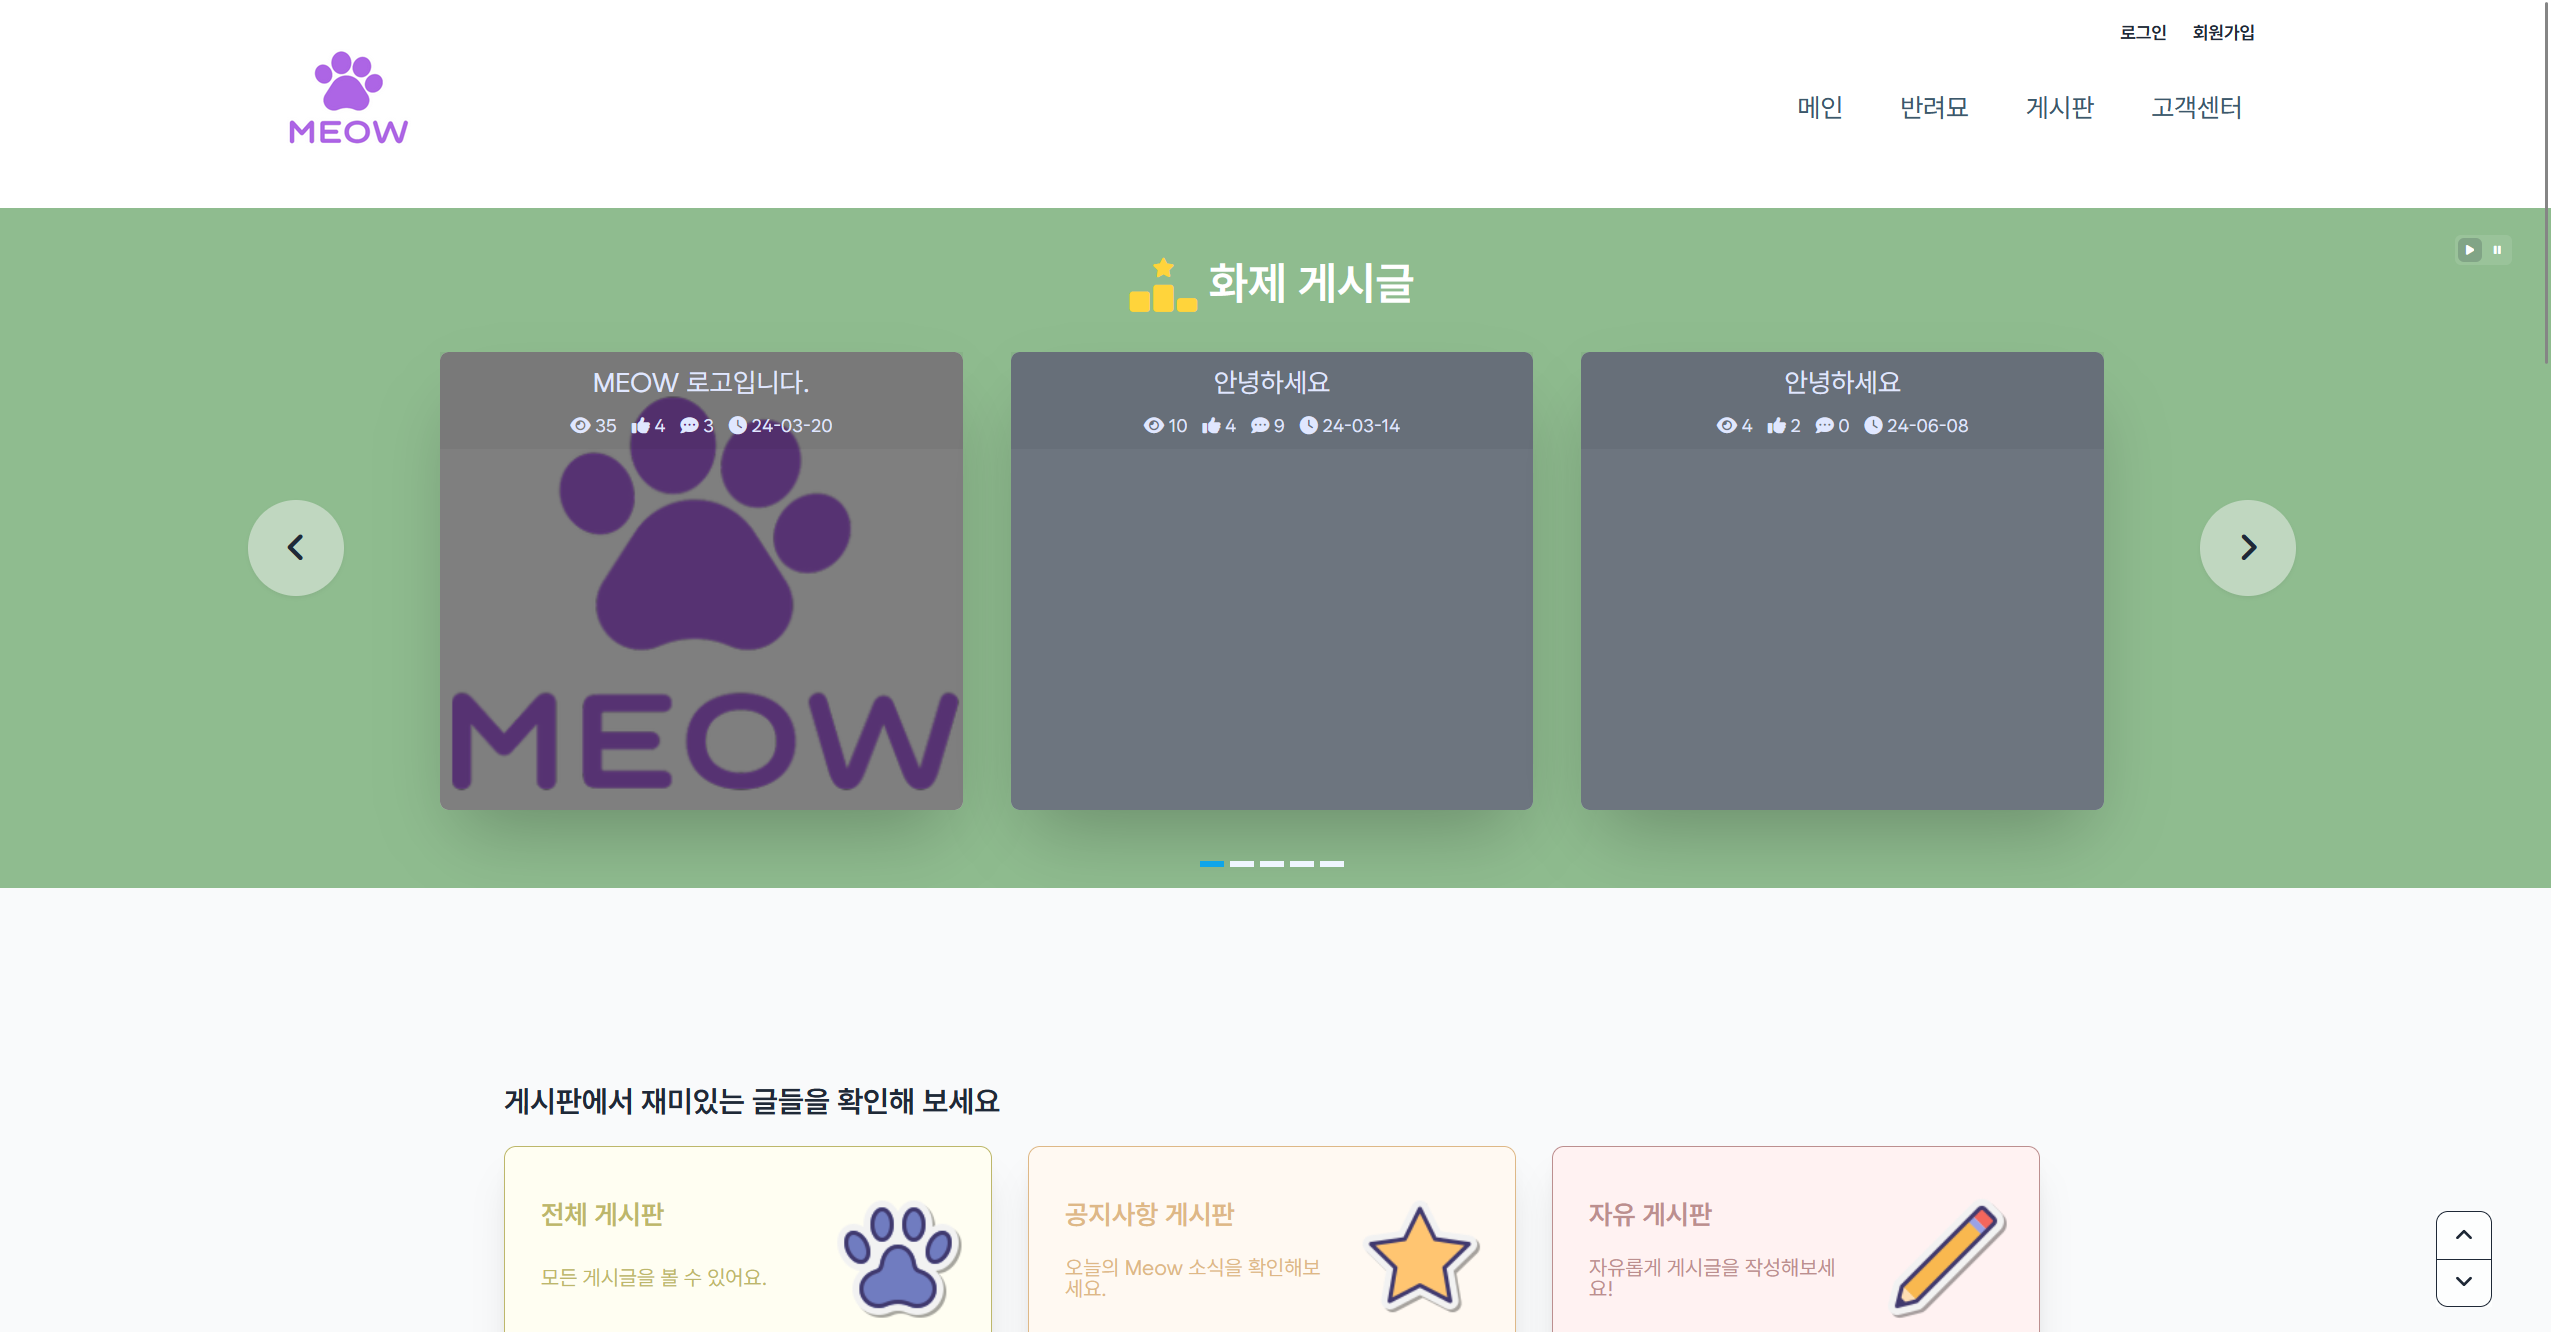 로그인 회원가입
MEOW
메인 반려묘 게시판 고객센터
화제 게시글
MEOW 로고입니다.
35 4 3 24-03-20
MEOW
안녕하세요
10 4 9 24-03-14
안녕하세요
4 2 0 24-06-08
게시판에서 재미있는 글들을 확인해 보세요
전체 게시판
모든 게시글을 볼 수 있어요.
공지사항 게시판
오늘의 Meow 소식을 확인해보
세요.
자유 게시판
자유롭게 게시글을 작성해보세
요!